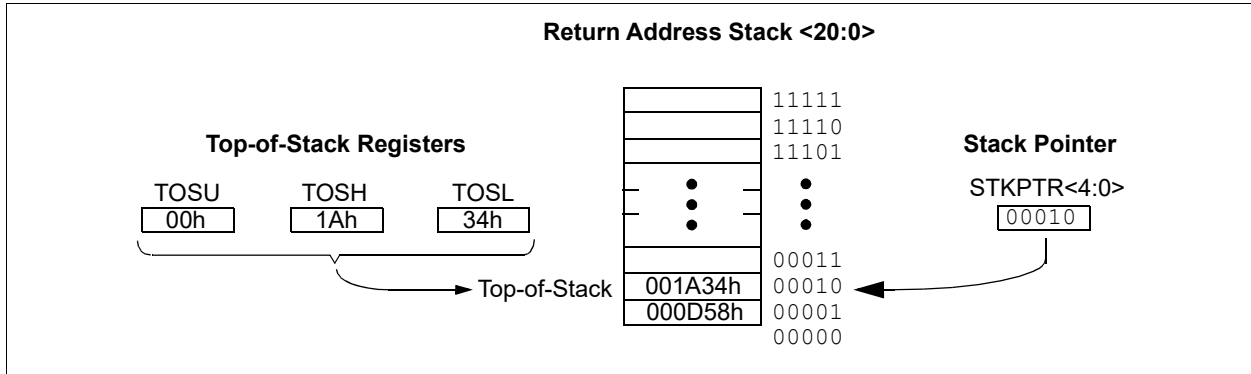 Return Address Stack <20:0>
11111
11110
Top-of-Stack Registers
11101
Stack Pointer
TOSU TOSH TOSL
STKPTR<4:0>
00h 1Ah 34h
00010
00011
Top-of-Stack 001A34h 00010
000D58h 00001
00000